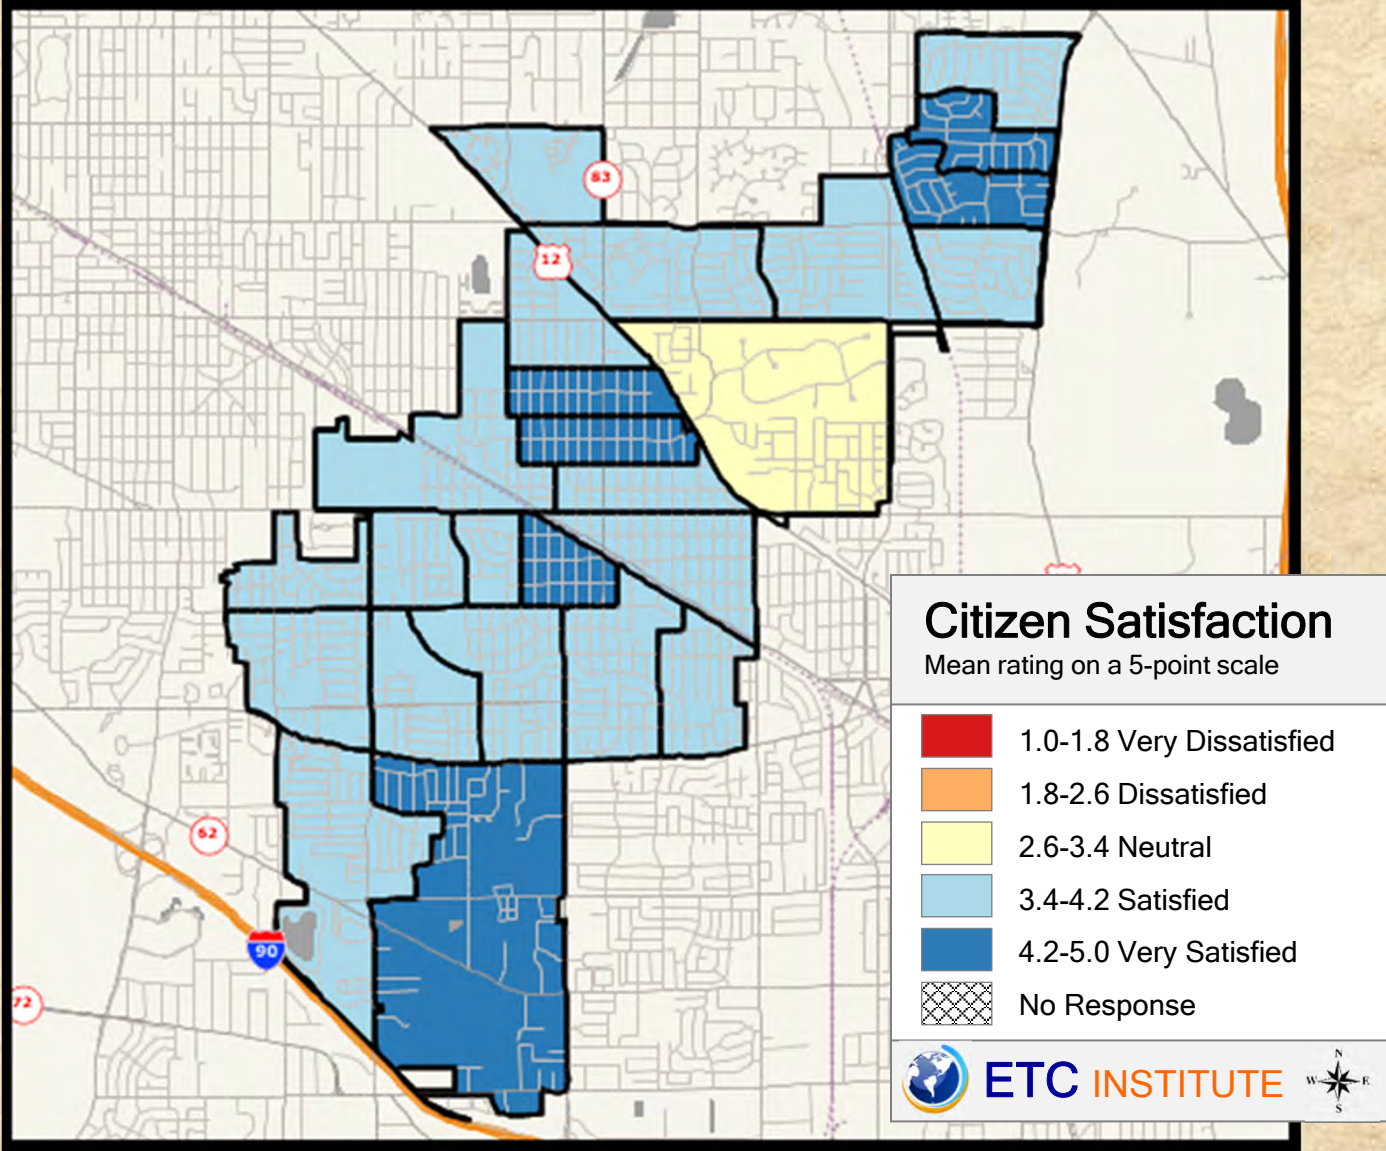 83
12
Citizen Satisfaction
Mean rating on a 5-point scale
1.0-1.8 Very Dissatisfied
1.8-2.6 Dissatisfied
2.6-3.4 Neutral
62
3.4-4.2 Satisfied
90
4.2-5.0 Very Satisfied
72
No Response
ETC INSTITUTE
N
W E
S